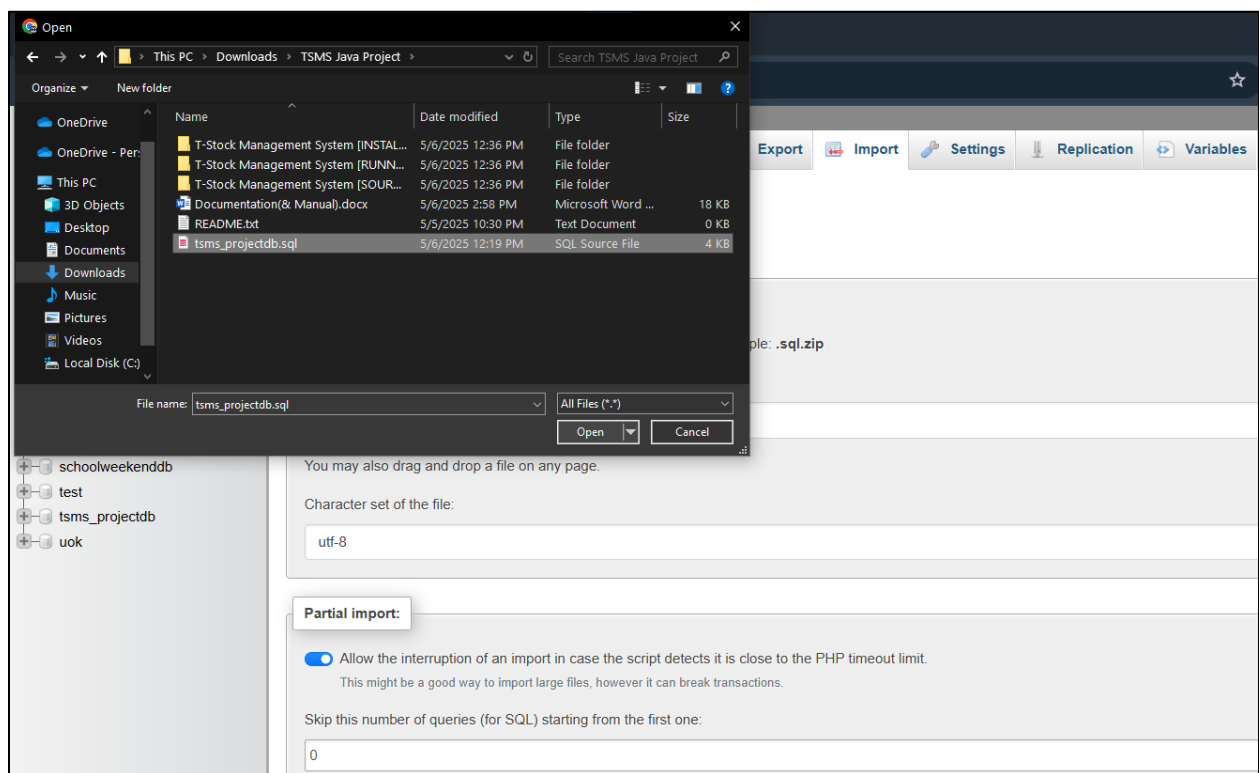 Open
This PC > Downloads > TSMS Java Project >
Search TSMS Java Project
Organize
New folder
Name Date modified Type Size
OneDrive
OneDrive - Per
This PC
3D Objects
Desktop
Documents
Downloads
Music
Pictures
Videos
Local Disk (C:)
T-Stock Management System [INSTAL... 5/6/2025 12:36 PM File folder
T-Stock Management System [RUNN... 5/6/2025 12:36 PM File folder
T-Stock Management System [SOUR... 5/6/2025 12:36 PM File folder
Documentation(& Manual).docx 5/6/2025 2:58 PM Microsoft Word ... 18 KB
README.txt 5/5/2025 10:30 PM Text Document 0 KB
tsms_projectdb.sql 5/6/2025 12:19 PM SQL Source File 4 KB
File name: tsms_projectdb.sql All Files (*.*)
Open Cancel
Export Import Settings Replication Variables
ple: .sql.zip
schoolweekenddb
test
tsms_projectdb
uok
You may also drag and drop a file on any page.
Character set of the file:
utf-8
Partial import:
Allow the interruption of an import in case the script detects it is close to the PHP timeout limit.
This might be a good way to import large files, however it can break transactions.
Skip this number of queries (for SQL) starting from the first one:
0